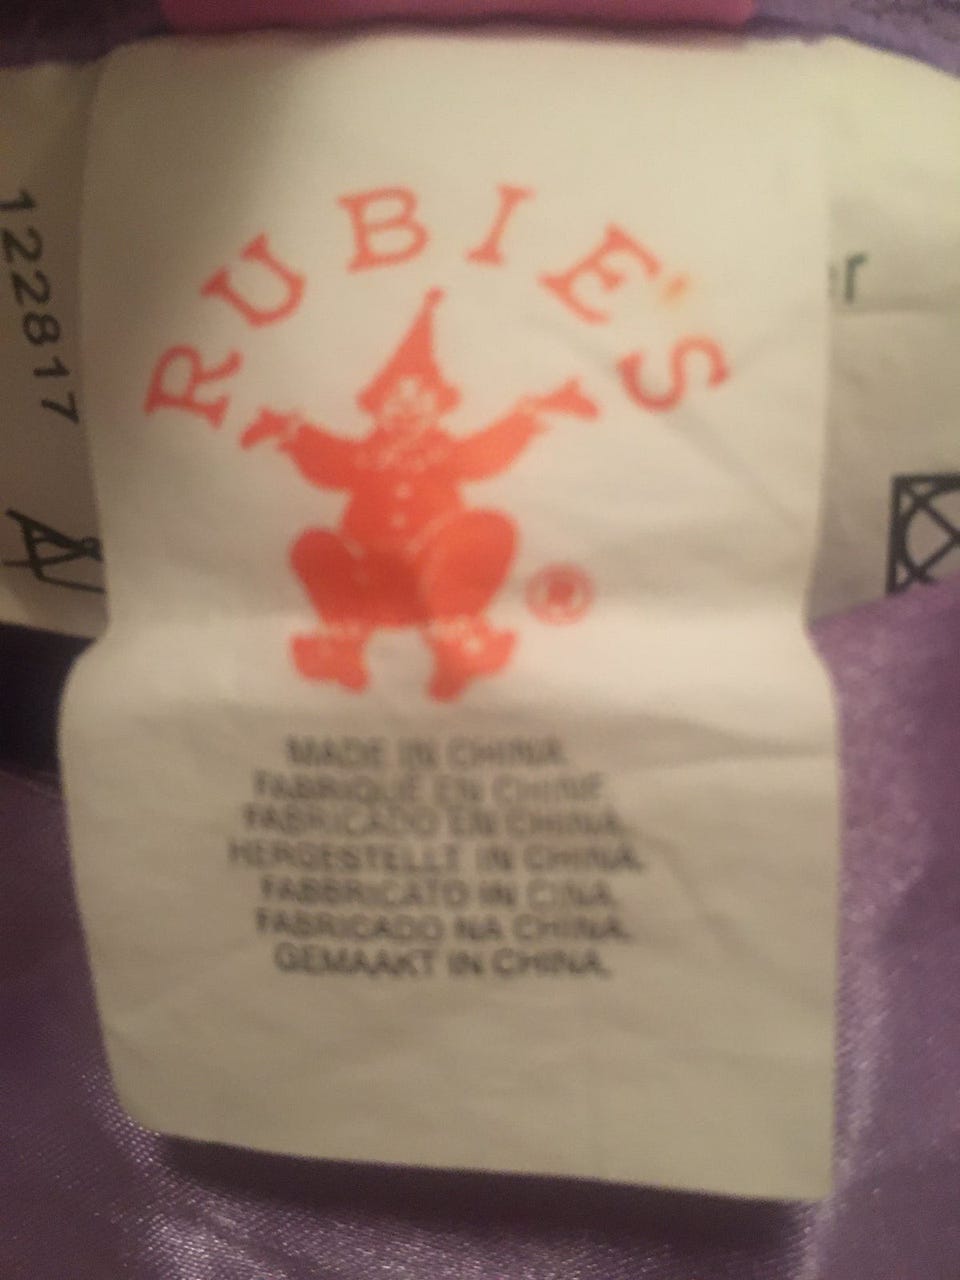 RUBIE'S
®
MADE IN CHINA.
FABRIQUÉ EN CHINE.
FABRICADO EN CHINA.
HERGESTELLT IN CHINA.
FABBRICATO IN CINA.
FABRICADO NA CHINA.
GEMAAKT IN CHINA.
122817
r